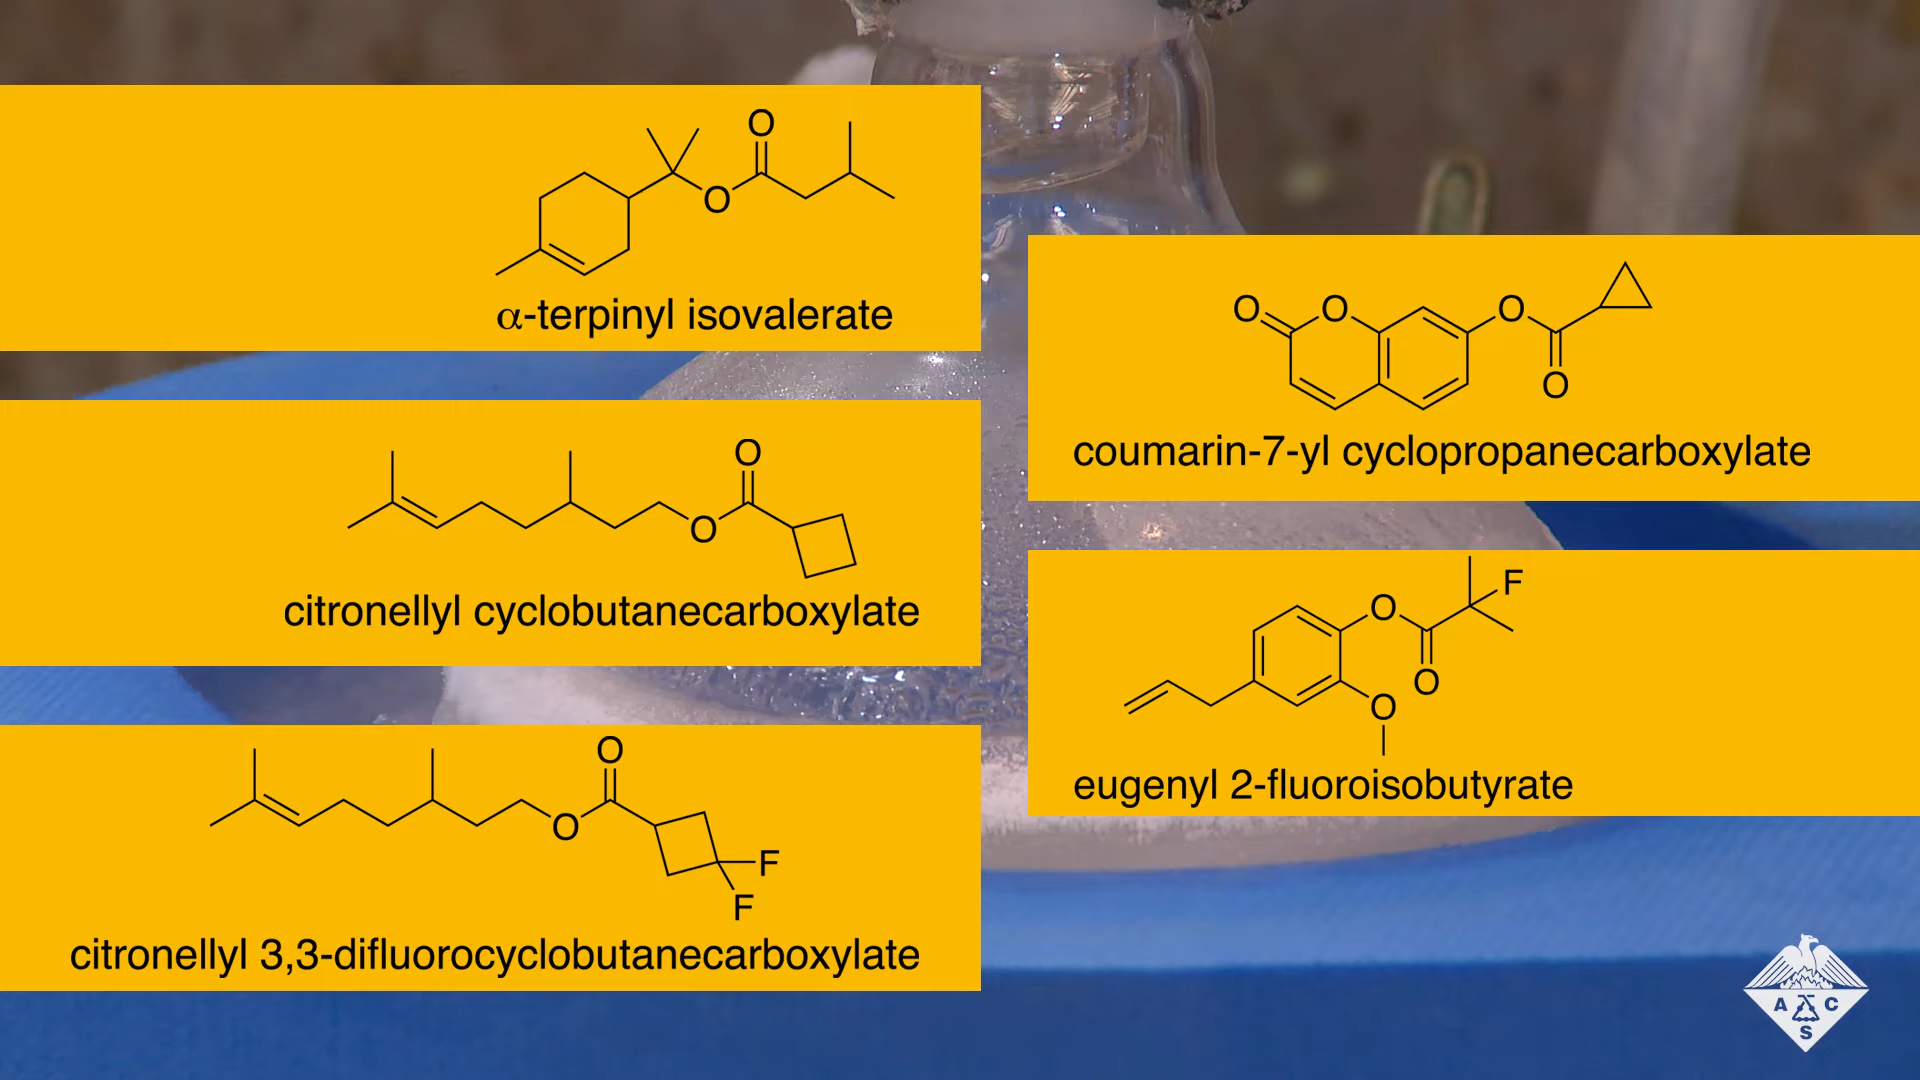 O
O
α-terpinyl isovalerate
O
O
citronellyl cyclobutanecarboxylate
O
O
F
F
citronellyl 3,3-difluorocyclobutanecarboxylate
O O O
O
coumarin-7-yl cyclopropanecarboxylate
F
O
O
O
eugenyl 2-fluoroisobutyrate
A C
S